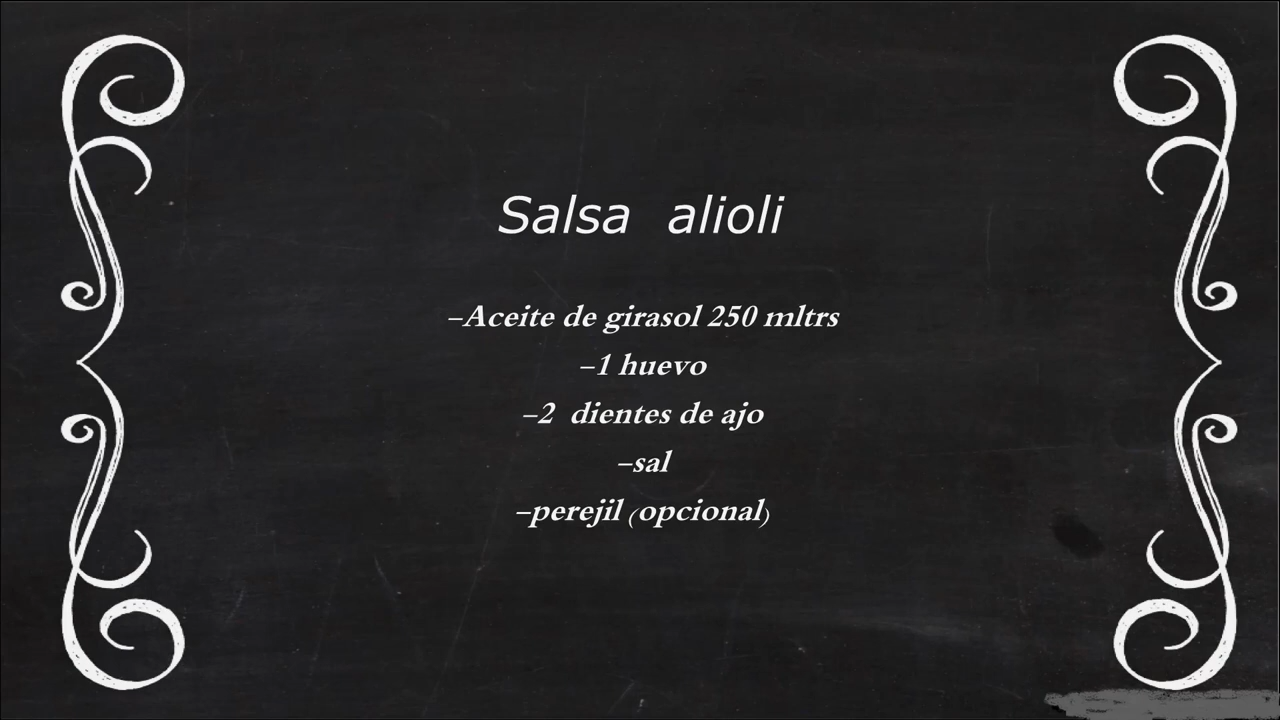 Salsa alioli
–Aceite de girasol 250 mltrs
–1 huevo
–2 dientes de ajo
–sal
–perejil (opcional)